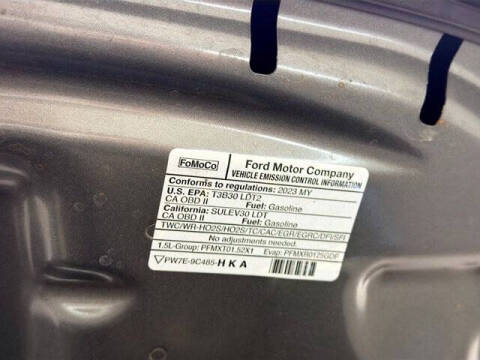 FoMoCo
Ford Motor Company
VEHICLE EMISSION CONTROL INFORMATION
Conforms to regulations: 2023 MY
U.S. EPA: T3B30 LDT2
CA OBD II Fuel: Gasoline
California: SULEV30 LDT
CA OBD II Fuel: Gasoline
TWC/WR-HO2S/HO2S/TC/CAC/EGR/EGRC/DFI/SFI
No adjustments needed.
1.5L-Group: PFMXT01.52X1 Evap: PFMXR0125GDF
PW7E-9C485-HKA